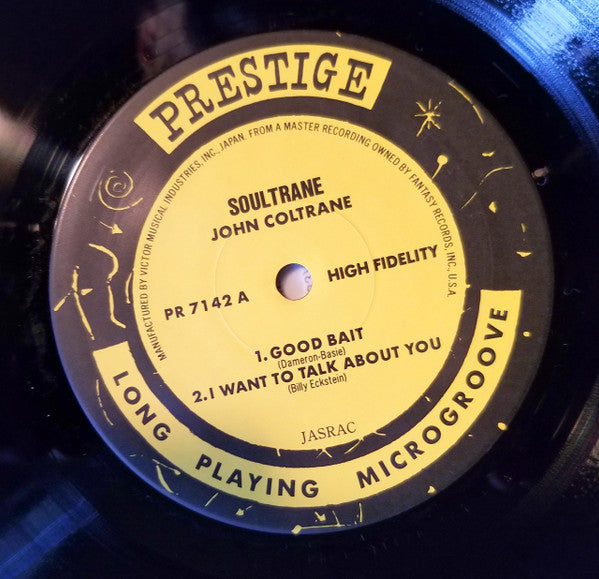 PRESTIGE
MANUFACTURED BY VICTOR MUSICAL INDUSTRIES, INC., JAPAN. FROM A MASTER RECORDING OWNED BY FANTASY RECORDS, INC., U.S.A.
SOULTRANE
JOHN COLTRANE
PR 7142 A
HIGH FIDELITY
1. GOOD BAIT
(Dameron-Basie)
2. I WANT TO TALK ABOUT YOU
(Billy Eckstein)
JASRAC
LONG PLAYING MICROGROOVE